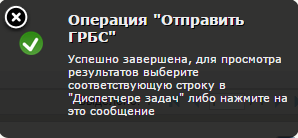 Операция "Отправить
ГРБС"
Успешно завершена, для просмотра
результатов выберите
соответствующую строку в
"Диспетчере задач" либо нажмите на
это сообщение